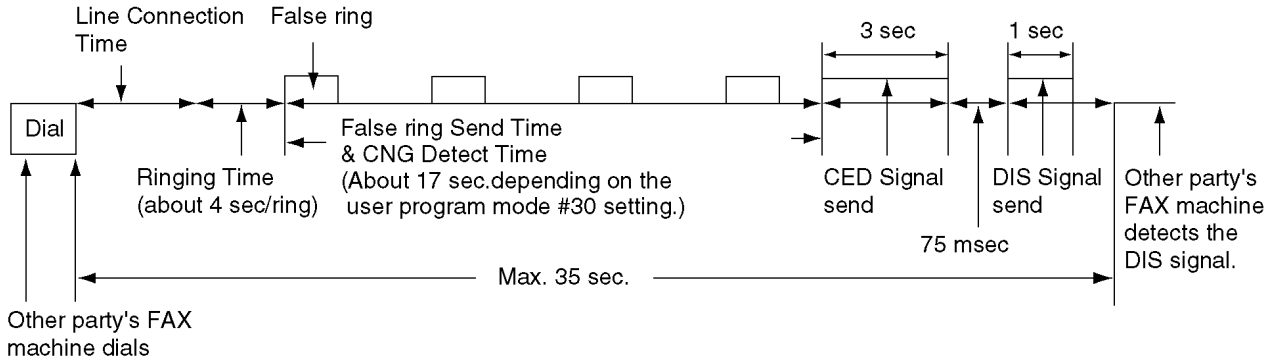 Line Connection
Time
False ring
3 sec
1 sec
Dial
False ring Send Time
& CNG Detect Time
(About 17 sec.depending on the
user program mode #30 setting.)
Ringing Time
(about 4 sec/ring)
CED Signal
send
DIS Signal
send
Other party's
FAX machine
detects the
DIS signal.
75 msec
Max. 35 sec.
Other party's FAX
machine dials